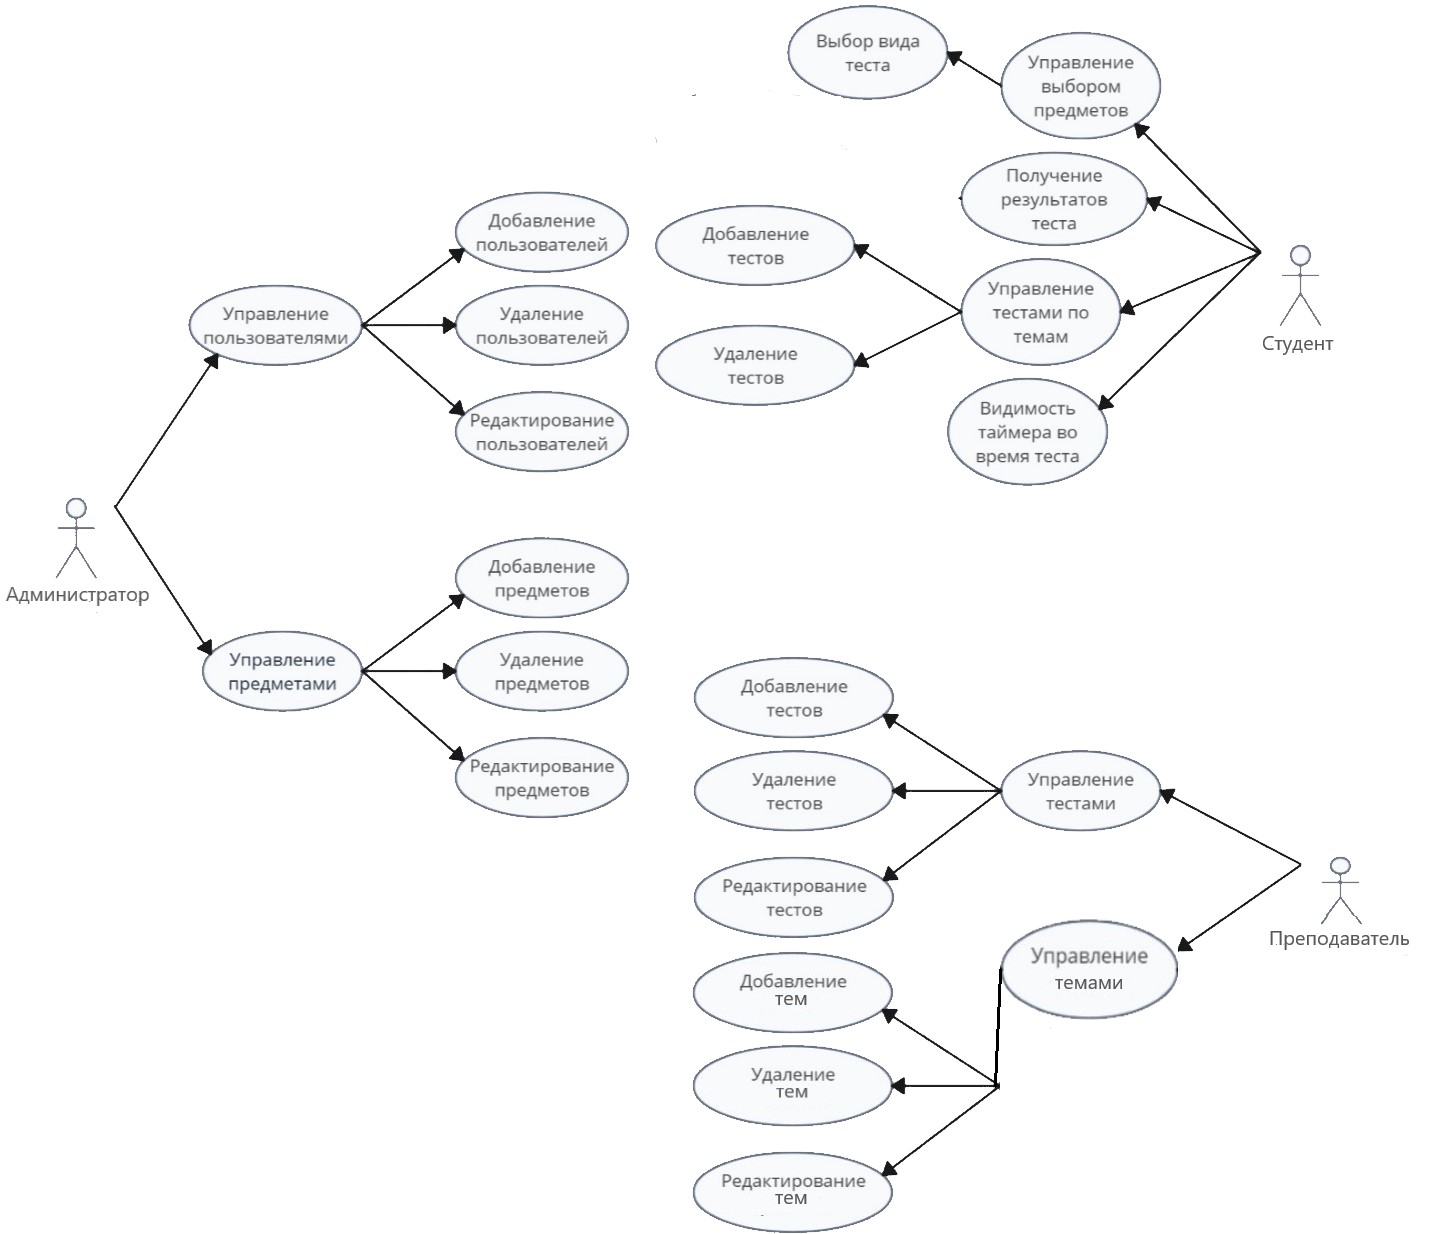 Выбор вида
теста
Управление
выбором
предметов
Получение
результатов
теста
Добавление
тестов
Управление
тестами по
темам
Удаление
тестов
Видимость
таймера во
время теста
Студент
Добавление
пользователей
Управление
пользователями
Удаление
пользователей
Редактирование
пользователей
Администратор
Добавление
предметов
Управление
предметами
Удаление
предметов
Редактирование
предметов
Добавление
тестов
Удаление
тестов
Управление
тестами
Редактирование
тестов
Преподаватель
Управление
темами
Добавление
тем
Удаление
тем
Редактирование
тем